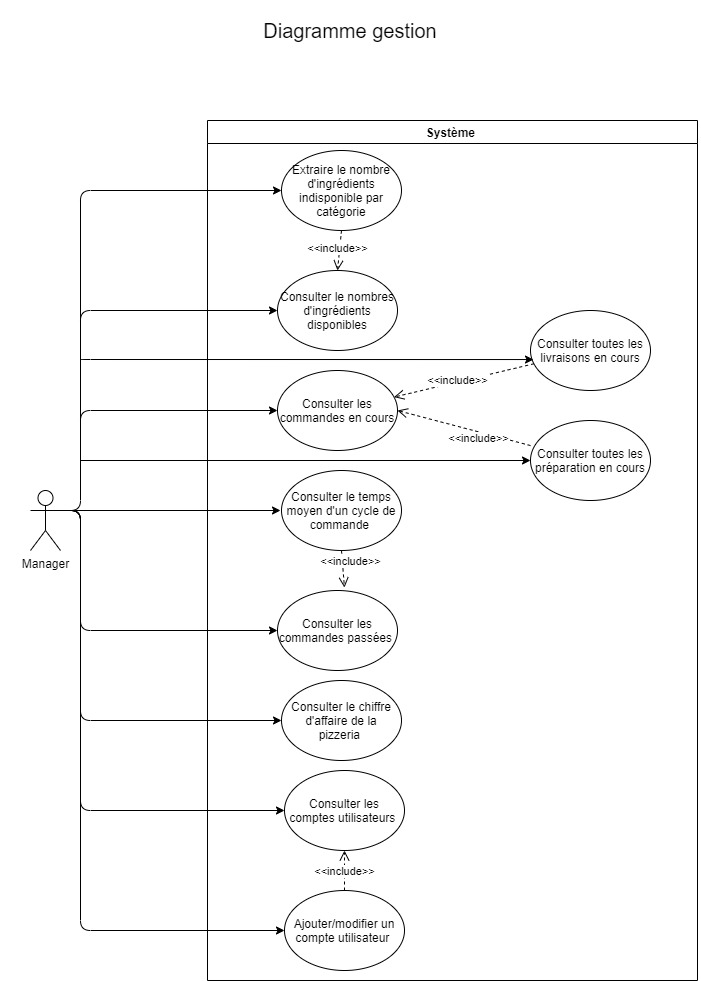 Diagramme gestion
Système
Extraire le nombre
d'ingrédients
indisponible par
catégorie
<<include>>
Consulter le nombres
d'ingrédients
disponibles
Consulter toutes les
livraisons en cours
<<include>>
Consulter les
commandes en cours
<<include>>
Consulter toutes les
préparation en cours
Consulter le temps
moyen d'un cycle de
commande
Manager
<<include>>
Consulter les
commandes passées
Consulter le chiffre
d'affaire de la
pizzeria
Consulter les
comptes utilisateurs
<<include>>
Ajouter/modifier un
compte utilisateur